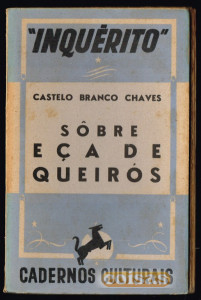 "INQUÉRITO"
CASTELO BRANCO CHAVES
SÔBRE
EÇA DE
QUEIRÓS
CADERNOS CULTURAIS